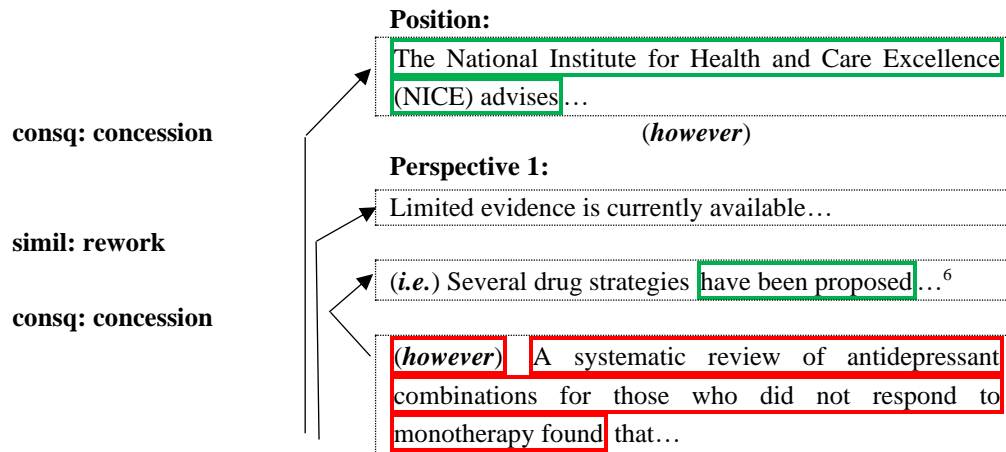 Position:
The National Institute for Health and Care Excellence
(NICE) advises…
consq: concession
(however)
Perspective 1:
Limited evidence is currently available…
simil: rework
(i.e.) Several drug strategies have been proposed…6
consq: concession
(however) A systematic review of antidepressant
combinations for those who did not respond to
monotherapy found that…